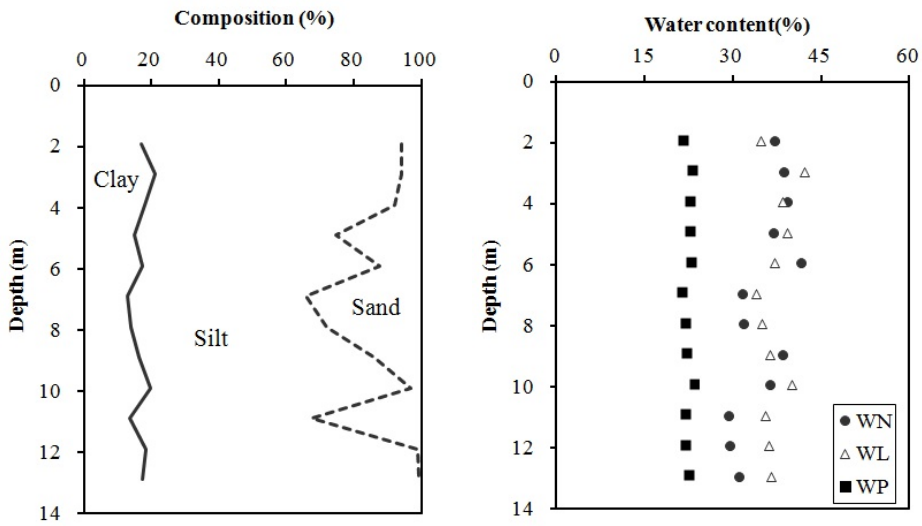 Composition (%)
0 20 40 60 80 100
0
2
4
6
8
10
12
14
Depth (m)
Clay
Silt
Sand
Water content(%)
0 15 30 45 60
0
2
4
6
8
10
12
14
Depth (m)
WN
WL
WP